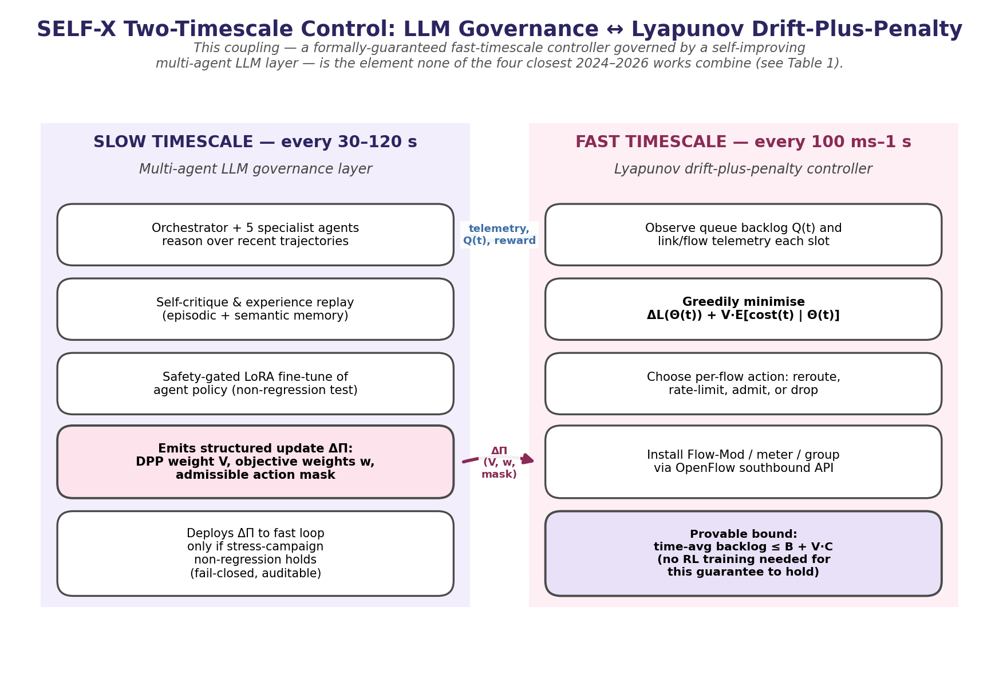 SELF-X Two-Timescale Control: LLM Governance ↔ Lyapunov Drift-Plus-Penalty
This coupling — a formally-guaranteed fast-timescale controller governed by a self-improving
multi-agent LLM layer — is the element none of the four closest 2024–2026 works combine (see Table 1).
SLOW TIMESCALE — every 30–120 s
Multi-agent LLM governance layer
Orchestrator + 5 specialist agents
reason over recent trajectories
Self-critique & experience replay
(episodic + semantic memory)
Safety-gated LoRA fine-tune of
agent policy (non-regression test)
Emits structured update ΔΠ:
DPP weight V, objective weights w,
admissible action mask
Deploys ΔΠ to fast loop
only if stress-campaign
non-regression holds
(fail-closed, auditable)
telemetry,
Q(t), reward
ΔΠ
(V, w,
mask)
FAST TIMESCALE — every 100 ms–1 s
Lyapunov drift-plus-penalty controller
Observe queue backlog Q(t) and
link/flow telemetry each slot
Greedily minimise
ΔL(Θ(t)) + V·E[cost(t) | Θ(t)]
Choose per-flow action: reroute,
rate-limit, admit, or drop
Install Flow-Mod / meter / group
via OpenFlow southbound API
Provable bound:
time-avg backlog ≤ B + V·C
(no RL training needed for
this guarantee to hold)